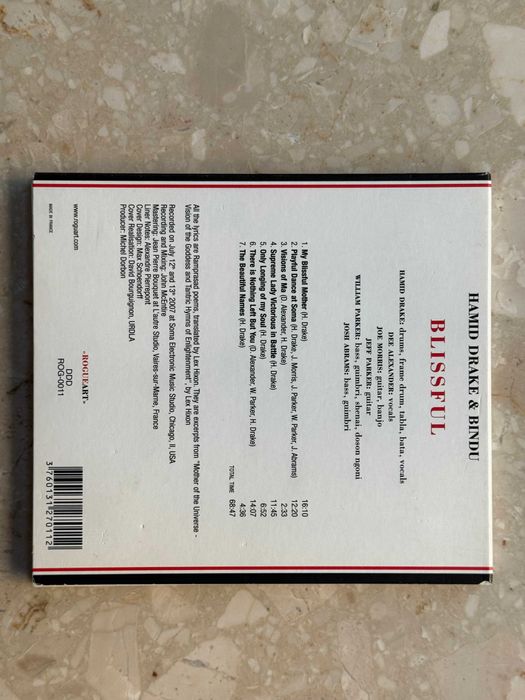 HAMID DRAKE & BINDU
BLISSFUL
HAMID DRAKE: drums, frame drum, tabla, bata, vocals
DEE ALEXANDER: vocals
JOE MORRIS: guitar, banjo
JEFF PARKER: guitar
WILLIAM PARKER: bass, guimbri, shenai, doson ngoni
JOSH ABRAMS: bass, guimbri
1. My Blissful Mother (H. Drake) 16:10
2. Playful Dance of Soma (H. Drake, J. Morris, J. Parker, W. Parker, J. Abrams) 12:20
3. Visions of Ma (D. Alexander, H. Drake) 2:33
4. Supreme Lady Victorious in Battle (H. Drake) 11:45
5. Only Longing of my Soul (H. Drake) 6:52
6. There is Nothing Left But You (D. Alexander, W. Parker, H. Drake) 14:07
7. The Beautiful Names (H. Drake) 4:36
TOTAL TIME 68:47
All the lyrics are Ramprasad poems, translated by Lex Hixon. They are excerpts from "Mother of the Universe -
Vision of the Goddess and Tantric Hymns of Enlightenment", by Lex Hixon
Recorded on July 12th and 13th 2007 at Soma Electronic Music Studio, Chicago, Il, USA
Recording and Mixing: John McEntire
Mastering: Jean Pierre Bouquet at L'autre Studio, Vaires-sur-Marne, France
Liner Notes: Alexandre Pierrepont
Cover Design: Max Schoendorff
Cover Realisation: David Bourguignon, URDLA
Producer: Michel Dorbon
www.roguart.com
MADE IN FRANCE
-ROGUEART-
DDD
ROG-0011
3 760131 270112